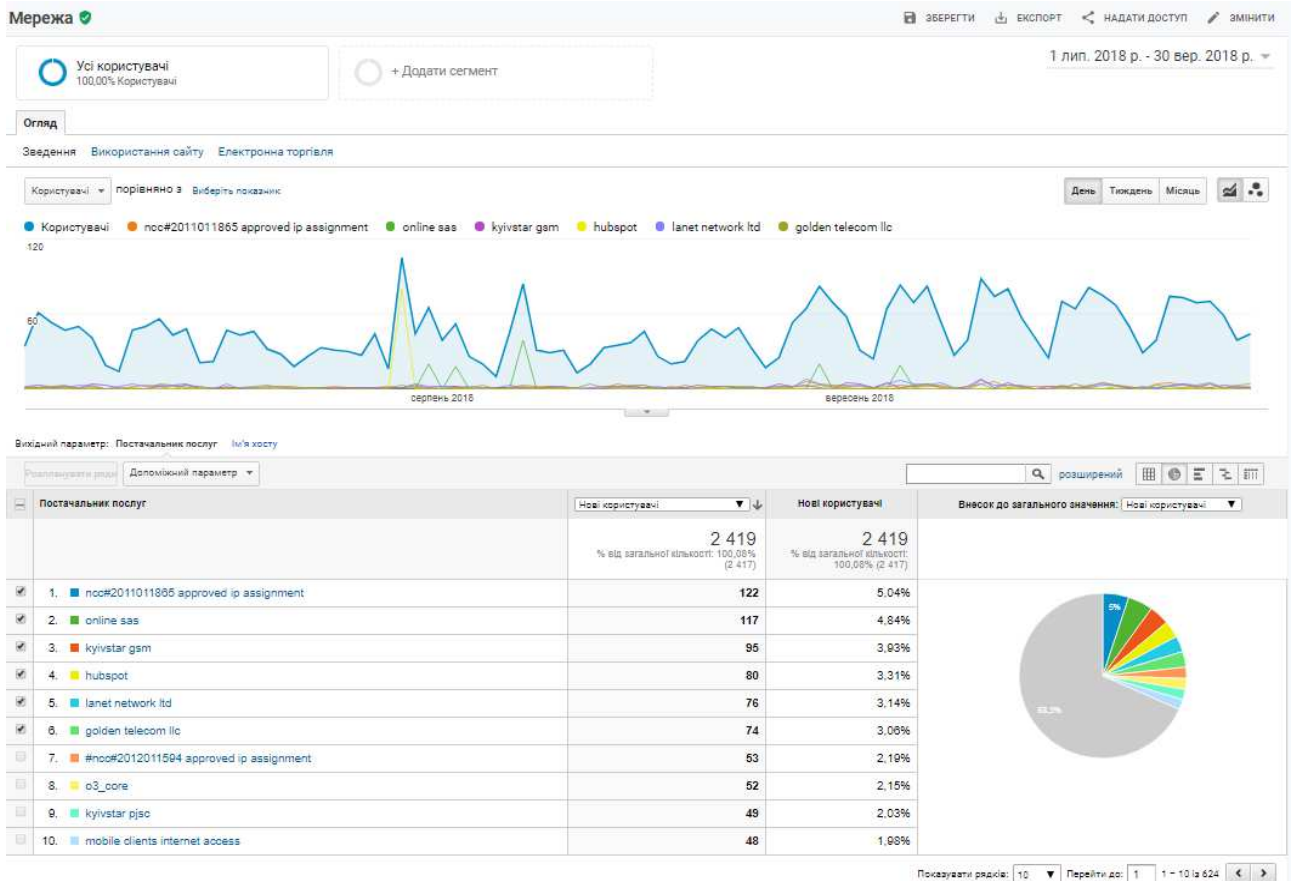 Мережа
ЗБЕРЕГТИ ЕКСПОРТ НАДАТИ ДОСТУП ЗМІНИТИ
1 лип. 2018 р. - 30 вер. 2018 р.
Усі користувачі
100,00% Користувачі
+ Додати сегмент
Огляд
Зведення Використання сайту Електронна торгівля
Користувачі порівняно з Виберіть показник
День Тиждень Місяць
Користувачі ncc#2011011865 approved ip assignment online sas kyivstar gsm hubspot lanet network ltd golden telecom llc
120
60
серпень 2018 вересень 2018
Вихідний параметр: Постачальник послуг Ім'я хосту
Розпланувати рядки Допоміжний параметр розширений
Постачальник послуг Нові користувачі Нові користувачі Внесок до загального значення: Нові користувачі
2 419 2 419
% від загальної кількості: 100,08% (2 417) % від загальної кількості: 100,08% (2 417)
1. ncc#2011011865 approved ip assignment 122 5,04%
2. online sas 117 4,84%
3. kyivstar gsm 95 3,93%
4. hubspot 80 3,31%
5. lanet network ltd 76 3,14%
6. golden telecom llc 74 3,06%
7. #ncc#2012011594 approved ip assignment 53 2,19%
8. o3_core 52 2,15%
9. kyivstar pjsc 49 2,03%
10. mobile clients internet access 48 1,98%
5%
Показувати рядків: 10 Перейти до: 1 1 – 10 із 624